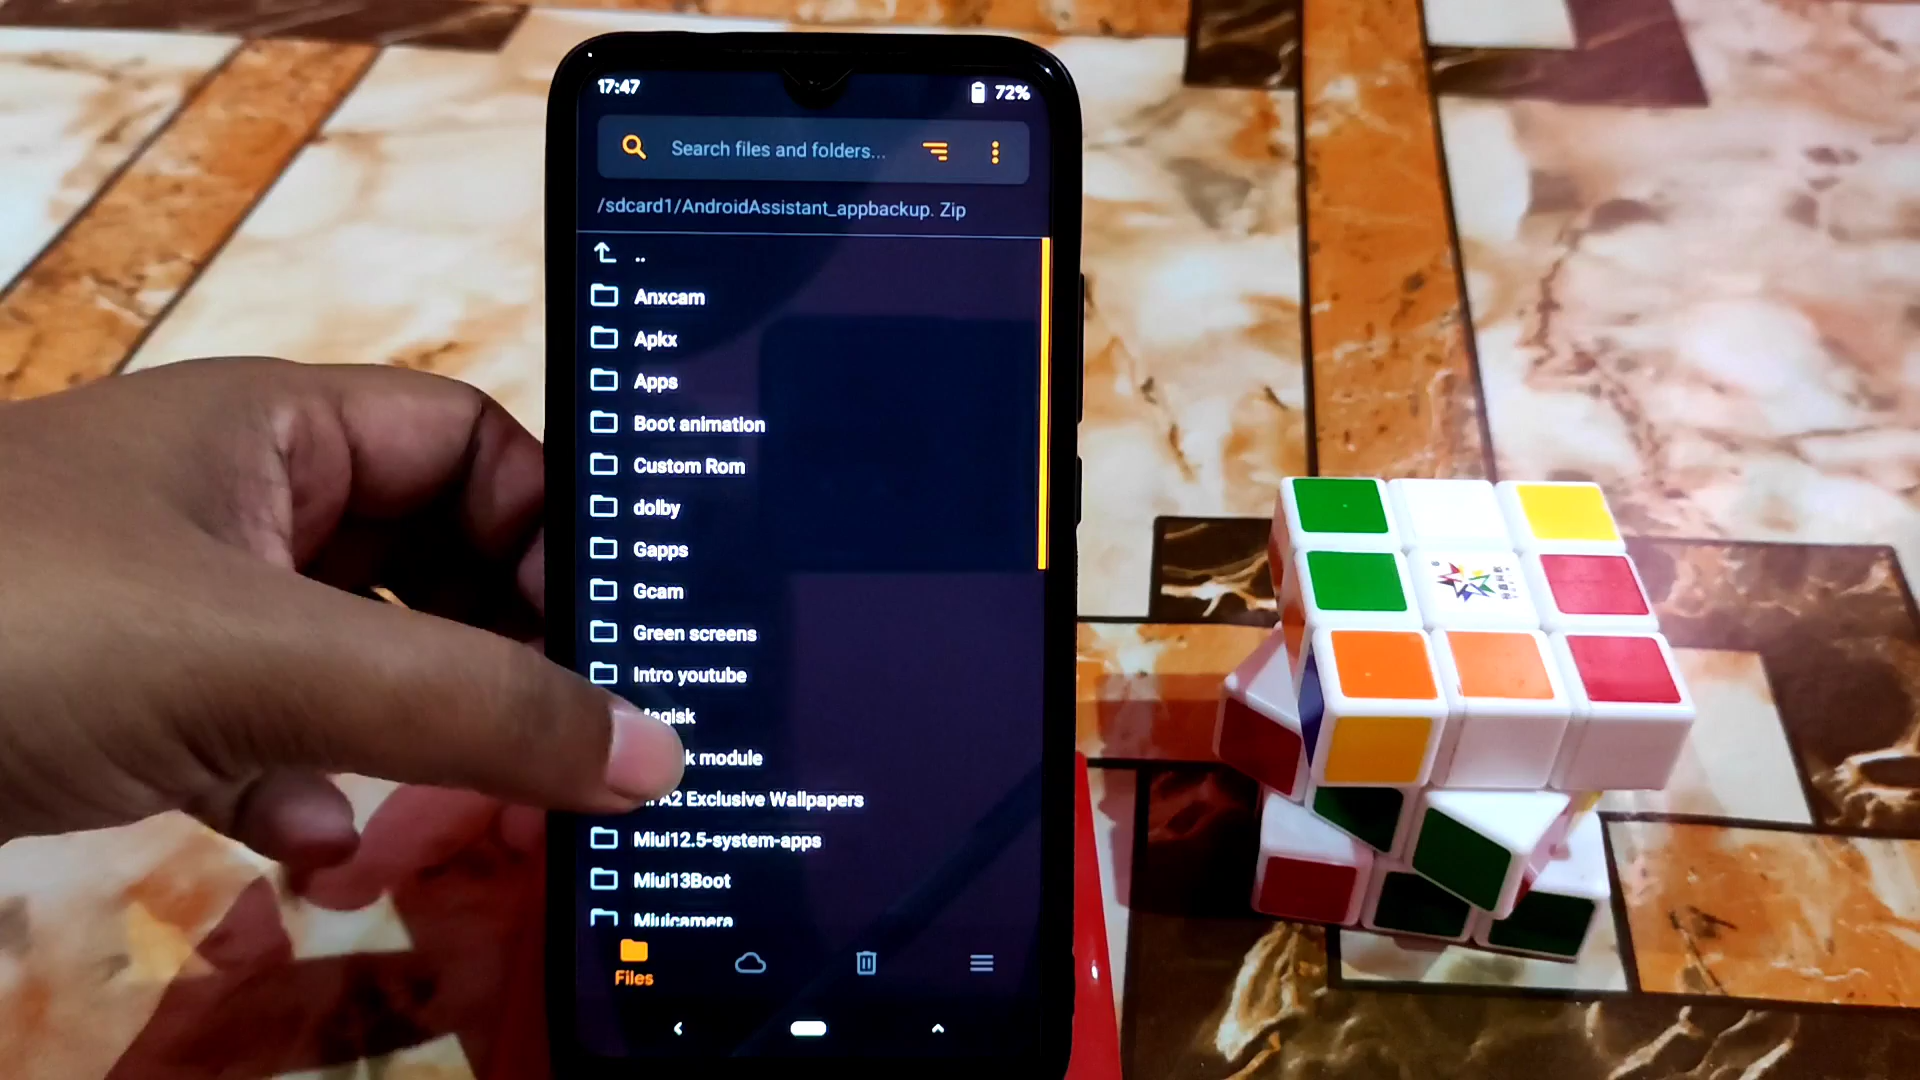 17:47
72%
Search files and folders...
/sdcard1/AndroidAssistant_appbackup. Zip
..
Anxcam
Apkx
Apps
Boot animation
Custom Rom
dolby
Gapps
Gcam
Green screens
Intro youtube
module
A2 Exclusive Wallpapers
Miui12.5-system-apps
Miui13Boot
Miuicamera
Files